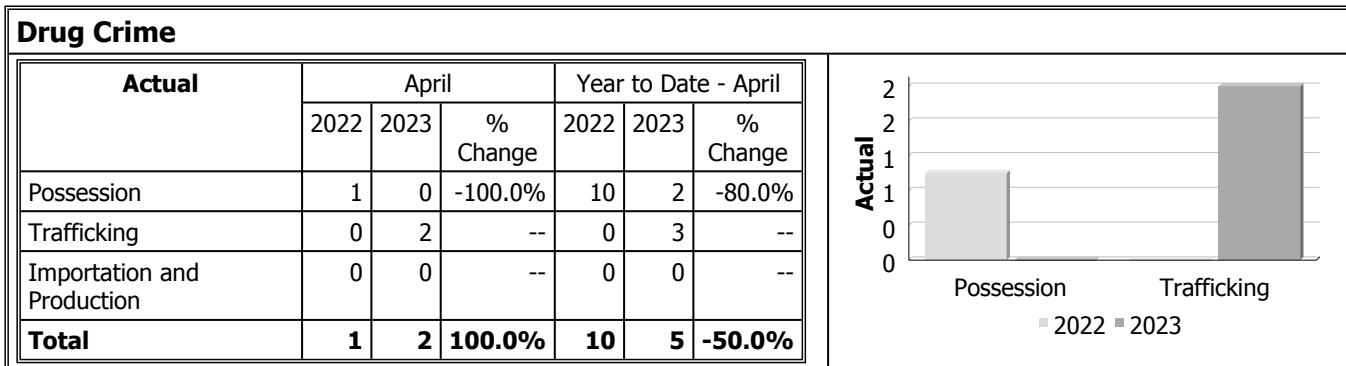 Drug Crime
Actual April Year to Date - April
2022 2023 % Change 2022 2023 % Change
Possession 1 0 -100.0% 10 2 -80.0%
Trafficking 0 2 -- 0 3 --
Importation and Production 0 0 -- 0 0 --
Total 1 2 100.0% 10 5 -50.0%
Actual
2
2
1
1
0
0
Possession Trafficking
2022 2023